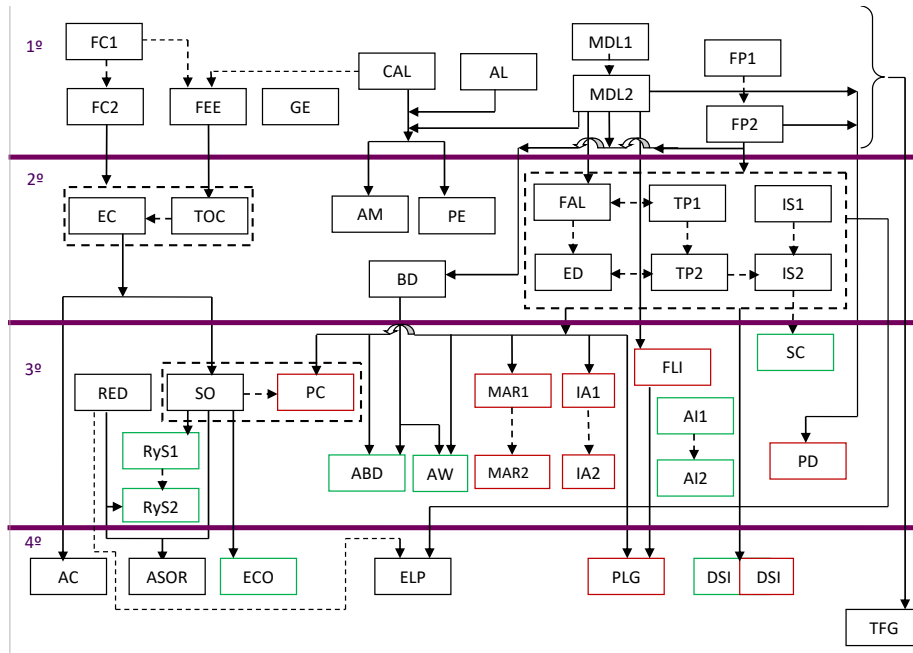 1º
FC1
MDL1
FP1
CAL
AL
FC2
FEE
GE
MDL2
FP2
2º
EC
TOC
AM
PE
FAL
TP1
IS1
BD
ED
TP2
IS2
3º
SC
RED
SO
PC
MAR1
IA1
FLI
AI1
RyS1
ABD
AW
MAR2
IA2
AI2
PD
RyS2
4º
AC
ASOR
ECO
ELP
PLG
DSI
DSI
TFG